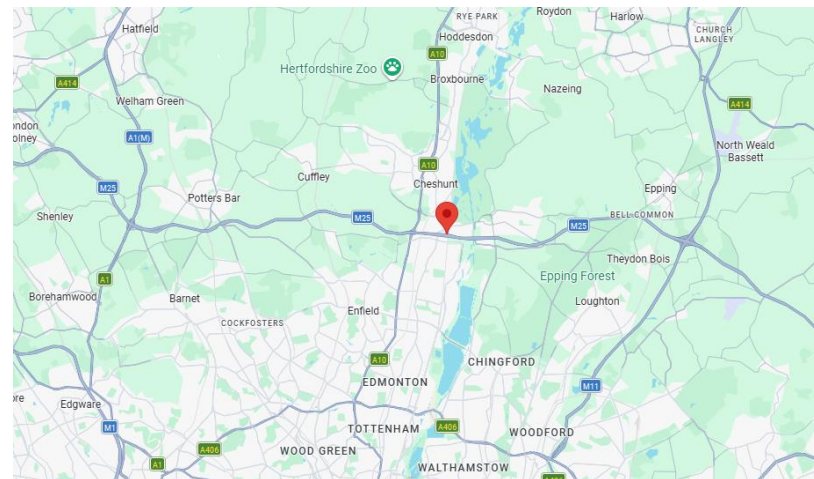 RYE PARK
Roydon
Harlow
CHURCH
LANGLEY
Hatfield
A10
Hoddesdon
Hertfordshire Zoo
Broxbourne
A414
Nazeing
Welham Green
A414
olney
A1(M)
North Weald
Bassett
A10
Cuffley
Cheshunt
M25
Potters Bar
Epping
Shenley
M25
BELL COMMON
M25
Theydon Bois
A1
Epping Forest
Borehamwood
Barnet
Enfield
Loughton
COCKFOSTERS
A10
CHINGFORD
EDMONTON
M11
Edgware
M1
TOTTENHAM
A406
WOODFORD
A406
WOOD GREEN
A1
WALTHAMSTOW